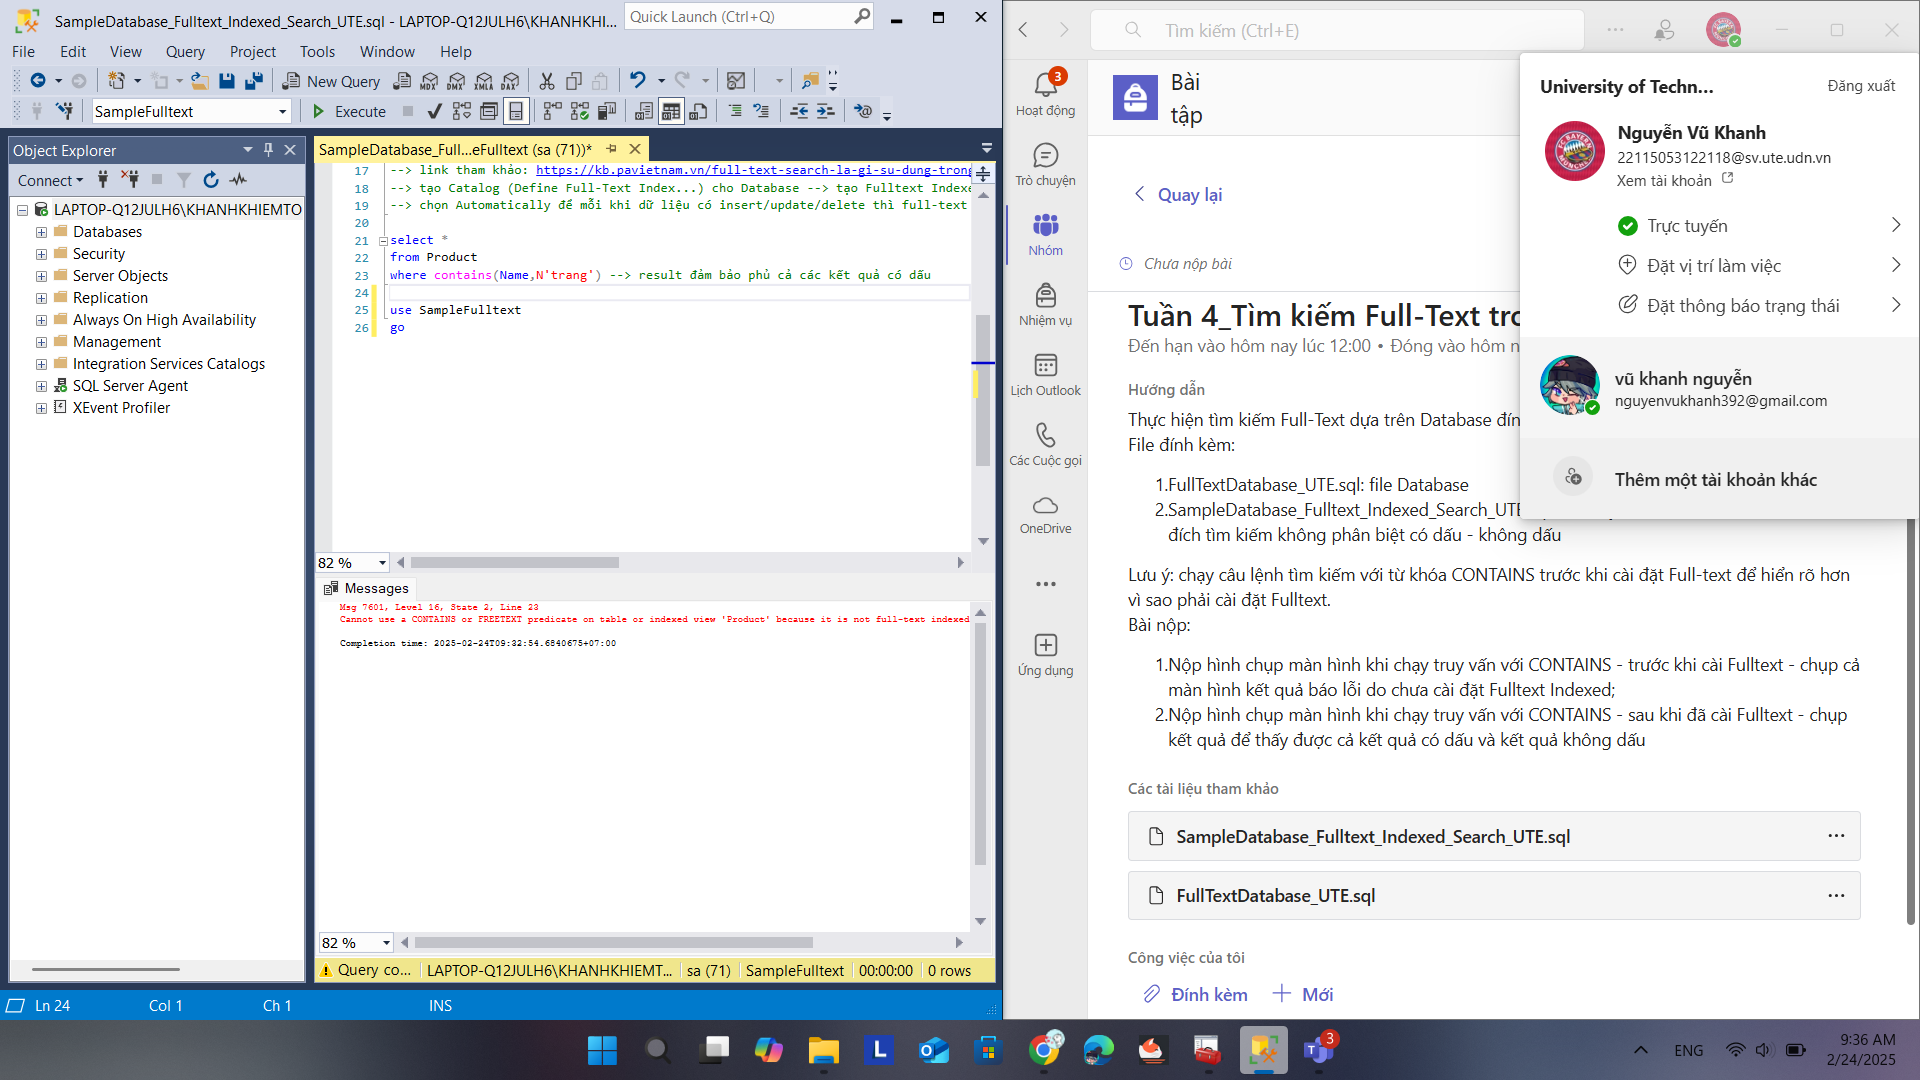 SampleDatabase_Fulltext_Indexed_Search_UTE.sql - LAPTOP-Q12JULH6\KHANHKHI...
Quick Launch (Ctrl+Q)
File Edit View Query Project Tools Window Help
New Query
MDX DMX XMLA DAX
SampleFulltext
Execute
Object Explorer
Connect
LAPTOP-Q12JULH6\KHANHKHIEMTO
Databases
Security
Server Objects
Replication
Always On High Availability
Management
Integration Services Catalogs
SQL Server Agent
XEvent Profiler
SampleDatabase_Full...eFulltext (sa (71))*
17 --> link tham khảo: https://kb.pavietnam.vn/full-text-search-la-gi-su-dung-trong
18 --> tạo Catalog (Define Full-Text Index...) cho Database --> tạo Fulltext Indexe
19 --> chọn Automatically để mỗi khi dữ liệu có insert/update/delete thì full-text
20
21 select *
22 from Product
23 where contains(Name,N'trang') --> result đảm bảo phủ cả các kết quả có dấu
24
25 use SampleFulltext
26 go
82 %
Messages
Msg 7601, Level 16, State 2, Line 23
Cannot use a CONTAINS or FREETEXT predicate on table or indexed view 'Product' because it is not full-text indexed
Completion time: 2025-02-24T09:32:54.6840675+07:00
82 %
Query co... LAPTOP-Q12JULH6\KHANHKHIEMT... sa (71) SampleFulltext 00:00:00 0 rows
Ln 24 Col 1 Ch 1 INS
Tìm kiếm (Ctrl+E)
3
Hoạt động
Trò chuyện
Nhóm
Nhiệm vụ
Lịch Outlook
Các Cuộc gọi
OneDrive
Ứng dụng
Bài
tập
Quay lại
Chưa nộp bài
Tuần 4_Tìm kiếm Full-Text tro
Đến hạn vào hôm nay lúc 12:00 • Đóng vào hôm n
Hướng dẫn
Thực hiện tìm kiếm Full-Text dựa trên Database đín
File đính kèm:
1.FullTextDatabase_UTE.sql: file Database
2.SampleDatabase_Fulltext_Indexed_Search_UTE
đích tìm kiếm không phân biệt có dấu - không dấu
Lưu ý: chạy câu lệnh tìm kiếm với từ khóa CONTAINS trước khi cài đặt Full-text để hiển rõ hơn
vì sao phải cài đặt Fulltext.
Bài nộp:
1.Nộp hình chụp màn hình khi chạy truy vấn với CONTAINS - trước khi cài Fulltext - chụp cả
màn hình kết quả báo lỗi do chưa cài đặt Fulltext Indexed;
2.Nộp hình chụp màn hình khi chạy truy vấn với CONTAINS - sau khi đã cài Fulltext - chụp
kết quả để thấy được cả kết quả có dấu và kết quả không dấu
Các tài liệu tham khảo
SampleDatabase_Fulltext_Indexed_Search_UTE.sql
FullTextDatabase_UTE.sql
Công việc của tôi
Đính kèm
Mới
University of Techn...
Đăng xuất
Nguyễn Vũ Khanh
22115053122118@sv.ute.udn.vn
Xem tài khoản
Trực tuyến
Đặt vị trí làm việc
Đặt thông báo trạng thái
vũ khanh nguyễn
nguyenvukhanh392@gmail.com
Thêm một tài khoản khác
L
3
ENG
9:36 AM
2/24/2025